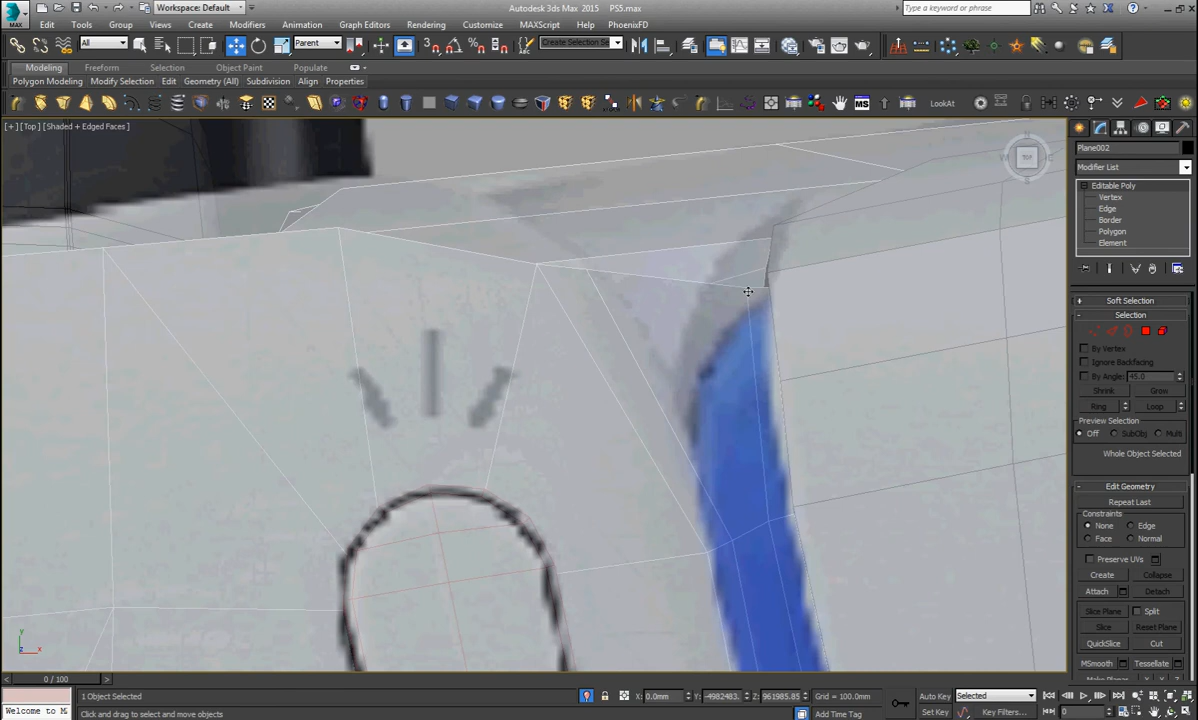 Workspace: Default
Autodesk 3ds Max 2015    PS5.max
Type a keyword or phrase
MAX
Edit Tools Group Views Create Modifiers Animation Graph Editors Rendering Customize MAXScript Help PhoenixFD
All Parent Create Selection Se
Modeling Freeform Selection Object Paint Populate
Polygon Modeling Modify Selection Edit Geometry (All) Subdivision Align Properties
MS LookAt
[+] [Top] [Shaded + Edged Faces]
TOP
Plane002
Modifier List
Editable Poly
Vertex
Edge
Border
Polygon
Element
+ Soft Selection
- Selection
By Vertex
Ignore Backfacing
By Angle: 45.0
Shrink Grow
Ring Loop
Preview Selection
Off SubObj Multi
Whole Object Selected
- Edit Geometry
Repeat Last
Constraints
None Edge
Face Normal
Preserve UVs
Create Collapse
Attach Detach
Slice Plane Split
Slice Reset Plane
QuickSlice Cut
MSmooth Tessellate
y
x
z
0 / 100
1 Object Selected X: 0.0mm Y: -4982483. Z: 961985.85 Grid = 100.0mm Auto Key Selected
Welcome to M Click and drag to select and move objects Add Time Tag Set Key Key Filters... 0